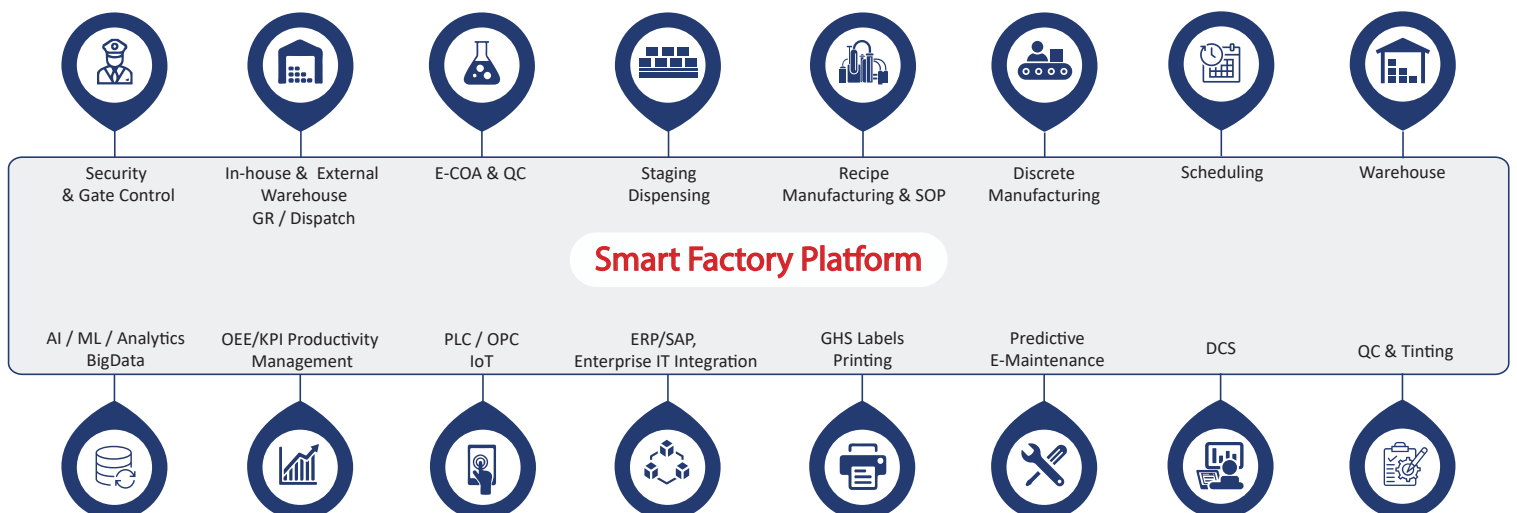 Security
& Gate Control
In-house & External
Warehouse
GR / Dispatch
E-COA & QC
Staging
Dispensing
Recipe
Manufacturing & SOP
Discrete
Manufacturing
Scheduling
Warehouse
Smart Factory Platform
AI / ML / Analytics
BigData
OEE/KPI Productivity
Management
PLC / OPC
IoT
ERP/SAP,
Enterprise IT Integration
GHS Labels
Printing
Predictive
E-Maintenance
DCS
QC & Tinting